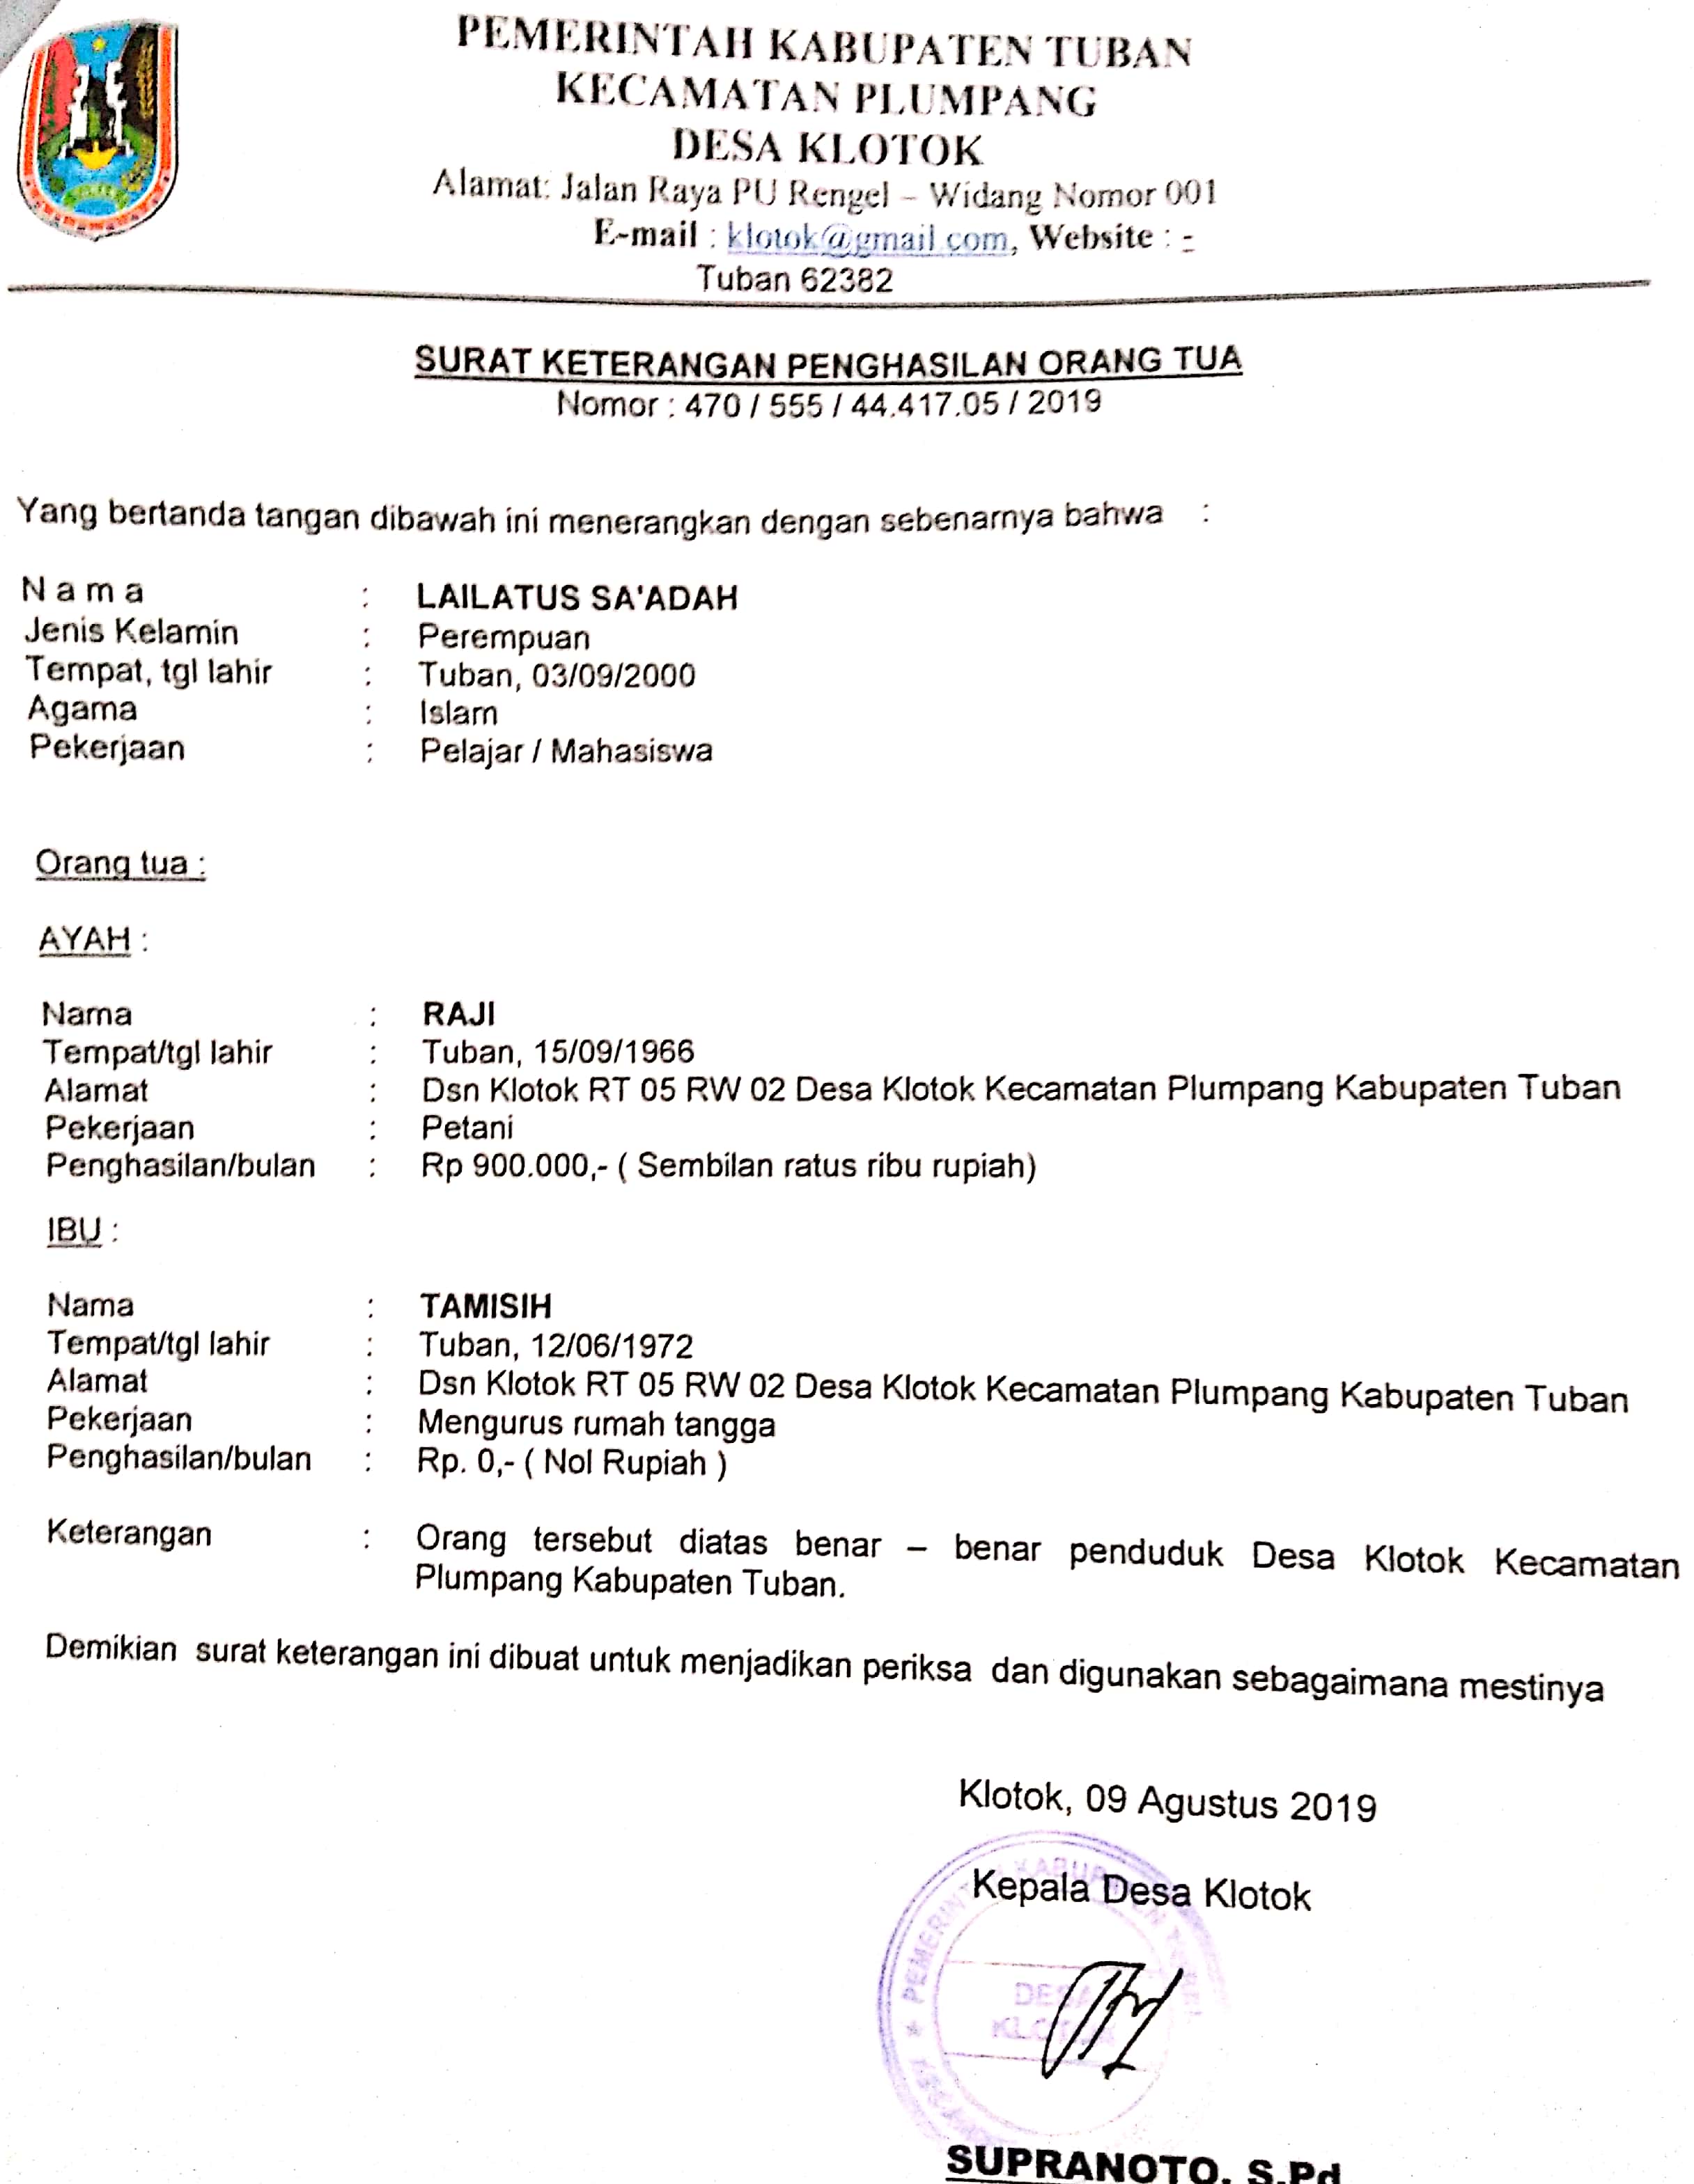 PEMERINTAH KABUPATEN TUBAN
KECAMATAN PLUMPANG
DESA KLOTOK
Alamat: Jalan Raya PU Rengel – Widang Nomor 001
E-mail : klotok@gmail.com, Website : -
Tuban 62382
SURAT KETERANGAN PENGHASILAN ORANG TUA
Nomor : 470 / 555 / 44.417.05 / 2019
Yang bertanda tangan dibawah ini menerangkan dengan sebenarnya bahwa :
N a m a : LAILATUS SA'ADAH
Jenis Kelamin : Perempuan
Tempat, tgl lahir : Tuban, 03/09/2000
Agama : Islam
Pekerjaan : Pelajar / Mahasiswa
Orang tua :
AYAH :
Nama : RAJI
Tempat/tgl lahir : Tuban, 15/09/1966
Alamat : Dsn Klotok RT 05 RW 02 Desa Klotok Kecamatan Plumpang Kabupaten Tuban
Pekerjaan : Petani
Penghasilan/bulan : Rp 900.000,- ( Sembilan ratus ribu rupiah)
IBU :
Nama : TAMISIH
Tempat/tgl lahir : Tuban, 12/06/1972
Alamat : Dsn Klotok RT 05 RW 02 Desa Klotok Kecamatan Plumpang Kabupaten Tuban
Pekerjaan : Mengurus rumah tangga
Penghasilan/bulan : Rp. 0,- ( Nol Rupiah )
Keterangan : Orang tersebut diatas benar – benar penduduk Desa Klotok Kecamatan
Plumpang Kabupaten Tuban.
Demikian surat keterangan ini dibuat untuk menjadikan periksa dan digunakan sebagaimana mestinya
Klotok, 09 Agustus 2019
Kepala Desa Klotok
DESA
KLOTOK
SUPRANOTO, S.Pd